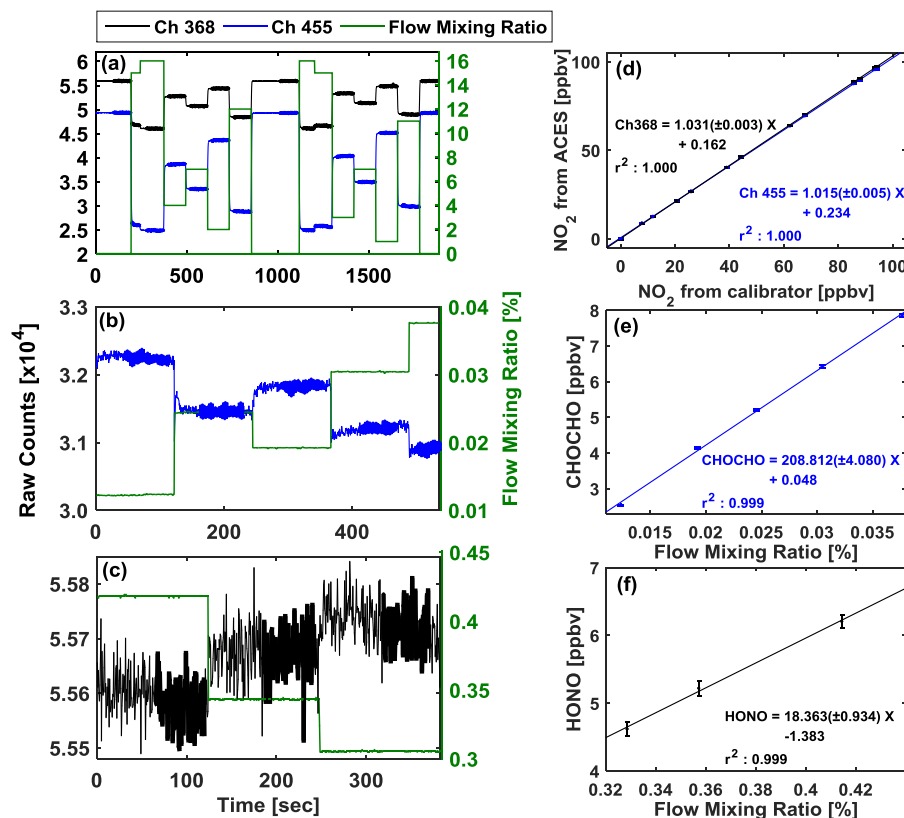 Ch 368 Ch 455 Flow Mixing Ratio
(a)
6
5.5
5
4.5
4
3.5
3
2.5
2
16
14
12
10
8
6
4
2
0
0 500 1000 1500
(b)
3.3
3.2
3.1
3.0
0.04
0.03
0.02
0.01
0 200 400
Raw Counts [x10⁴]
Flow Mixing Ratio [%]
(c)
5.58
5.57
5.56
5.55
0.45
0.4
0.35
0.3
0 100 200 300
Time [sec]
(d)
100
50
0
NO₂ from ACES [ppbv]
Ch368 = 1.031(±0.003) X
+ 0.162
r² : 1.000
Ch 455 = 1.015(±0.005) X
+ 0.234
r² : 1.000
0 20 40 60 80 100
NO₂ from calibrator [ppbv]
(e)
8
7
6
5
4
3
CHOCHO [ppbv]
CHOCHO = 208.812(±4.080) X
+ 0.048
r² : 0.999
0.015 0.02 0.025 0.03 0.035
Flow Mixing Ratio [%]
(f)
7
6
5
4
HONO [ppbv]
HONO = 18.363(±0.934) X
-1.383
r² : 0.999
0.32 0.34 0.36 0.38 0.40 0.42
Flow Mixing Ratio [%]